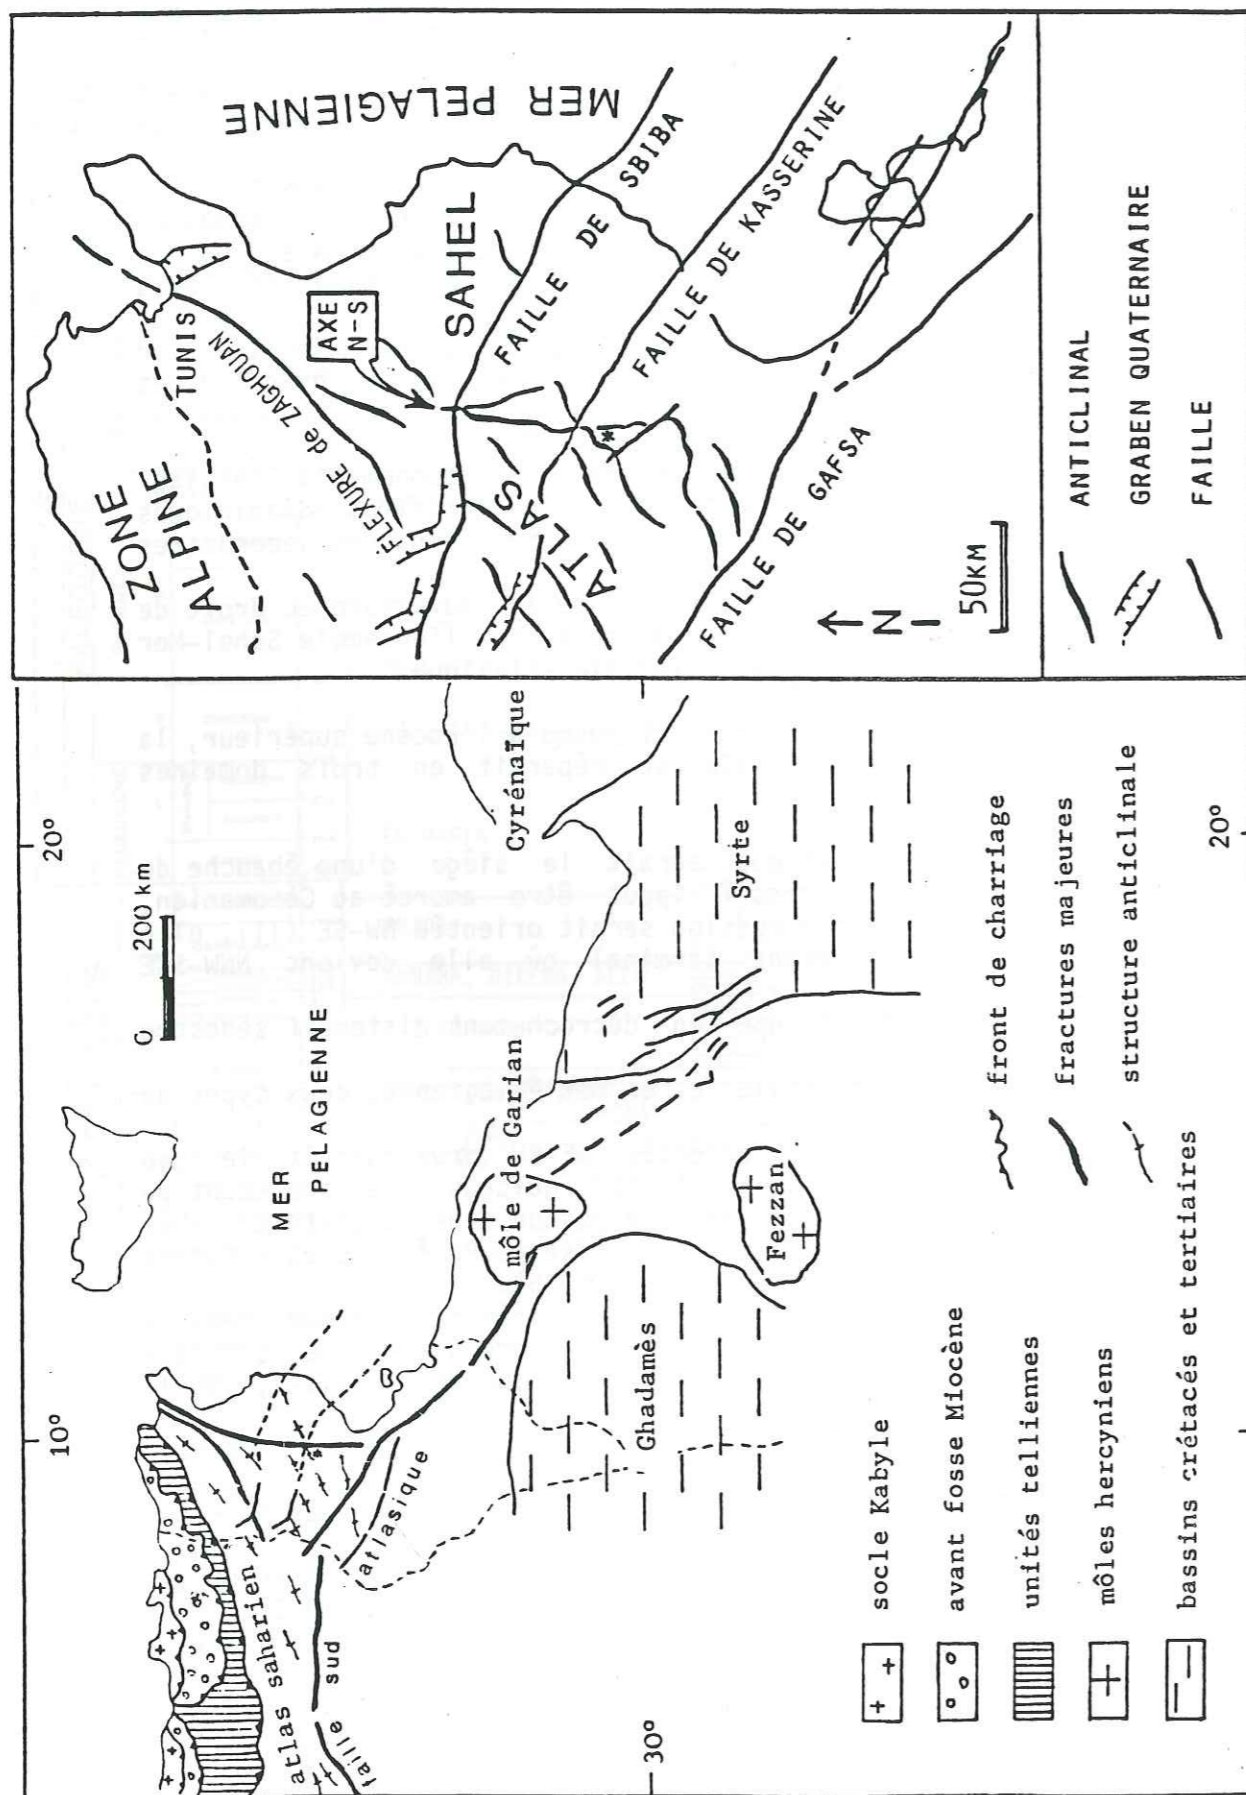 10°
20°
0 200 km
MER
PELAGIENNE
atlas saharien
faille
sud
atlasique
môle de Garian
Cyrénaïque
Ghadamès
Fezzan
Syrte
30°
20°
socle Kabyle
avant fosse Miocène
unités telliennes
môles hercyniens
bassins crétacés et tertiaires
front de charriage
fractures majeures
structure anticlinale
ZONE
ALPINE
TUNIS
FLEXURE de ZAGHOUAN
AXE
N-S
SAHEL
MER PELAGIENNE
ATLAS
ATLAS
FAILLE DE SBIBA
FAILLE DE KASSERINE
FAILLE DE GAFSA
N
50KM
ANTICLINAL
GRABEN QUATERNAIRE
FAILLE